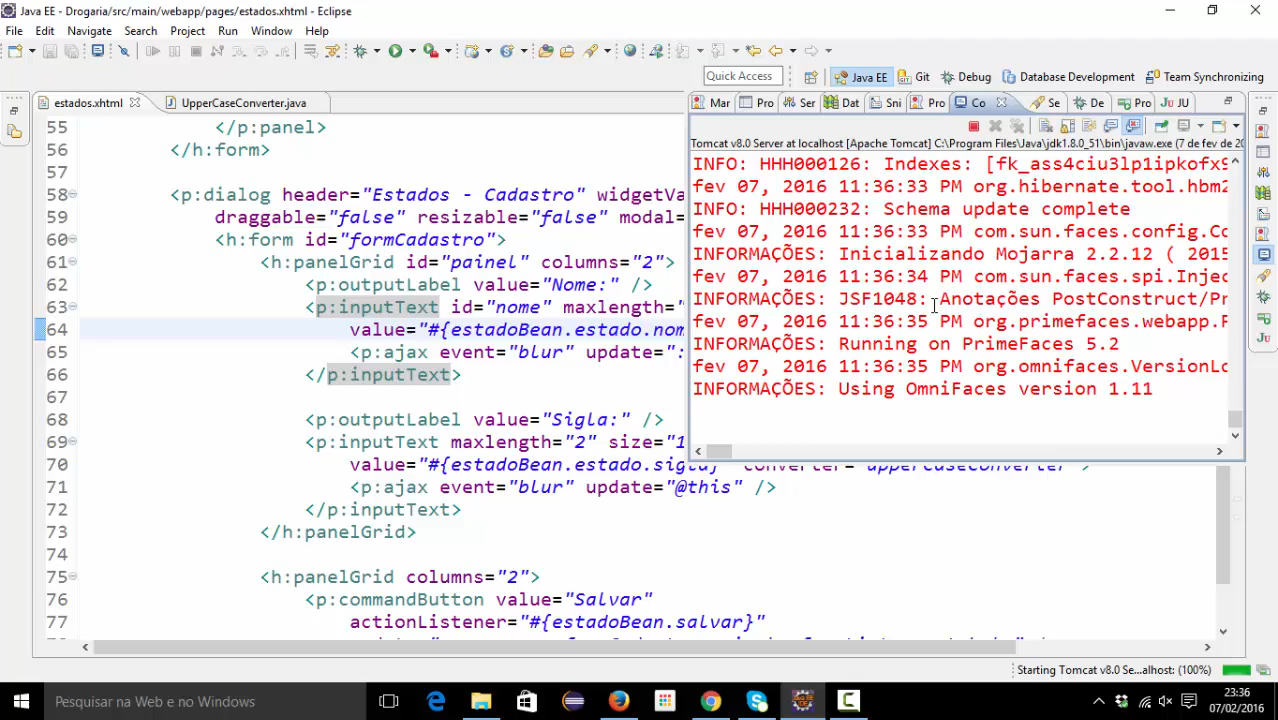 Java EE - Drogaria/src/main/webapp/pages/estados.xhtml - Eclipse
File Edit Navigate Search Project Run Window Help
Quick Access
Java EE Git Debug Database Development Team Synchronizing
estados.xhtml UpperCaseConverter.java
Mar Pro Ser Dat Sni Pro Co Se De Pro JU JU
Tomcat v8.0 Server at localhost [Apache Tomcat] C:\Program Files\Java\jdk1.8.0_51\bin\javaw.exe (7 de fev de 20
INFO: HHH000126: Indexes: [fk_ass4ciu3lp1ipkofx9
fev 07, 2016 11:36:33 PM org.hibernate.tool.hbm2
INFO: HHH000232: Schema update complete
fev 07, 2016 11:36:33 PM com.sun.faces.config.Co
INFORMAÇÕES: Inicializando Mojarra 2.2.12 ( 2015
fev 07, 2016 11:36:34 PM com.sun.faces.spi.Injec
INFORMAÇÕES: JSF1048: Anotações PostConstruct/Pr
fev 07, 2016 11:36:35 PM org.primefaces.webapp.P
INFORMAÇÕES: Running on PrimeFaces 5.2
fev 07, 2016 11:36:35 PM org.omnifaces.VersionLo
INFORMAÇÕES: Using OmniFaces version 1.11
55 </p:panel>
56 </h:form>
57
58 <p:dialog header="Estados - Cadastro" widgetVa
59 draggable="false" resizable="false" modal=
60 <h:form id="formCadastro">
61 <h:panelGrid id="painel" columns="2">
62 <p:outputLabel value="Nome:" />
63 <p:inputText id="nome" maxlength="
64 value="#{estadoBean.estado.nom
65 <p:ajax event="blur" update=":
66 </p:inputText>
67
68 <p:outputLabel value="Sigla:" />
69 <p:inputText maxlength="2" size="1
70 value="#{estadoBean.estado.sigla}" converter="upperCaseConverter">
71 <p:ajax event="blur" update="@this" />
72 </p:inputText>
73 </h:panelGrid>
74
75 <h:panelGrid columns="2">
76 <p:commandButton value="Salvar"
77 actionListener="#{estadoBean.salvar}"
Starting Tomcat v8.0 Se...alhost: (100%)
Pesquisar na Web e no Windows
23:36
07/02/2016